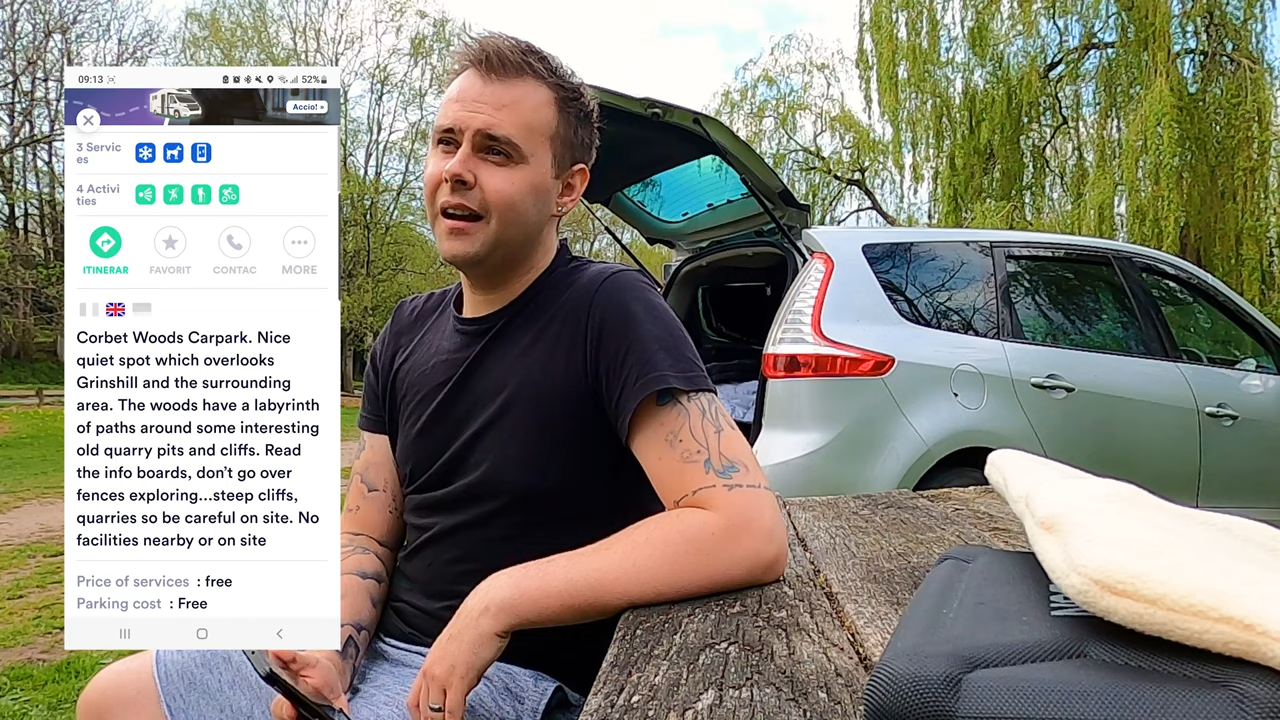 09:13
52%
Accio! »
3 Servic
es
4 Activi
ties
ITINERAR
FAVORIT
CONTAC
MORE
Corbet Woods Carpark. Nice
quiet spot which overlooks
Grinshill and the surrounding
area. The woods have a labyrinth
of paths around some interesting
old quarry pits and cliffs. Read
the info boards, don't go over
fences exploring...steep cliffs,
quarries so be careful on site. No
facilities nearby or on site
Price of services : free
Parking cost : Free